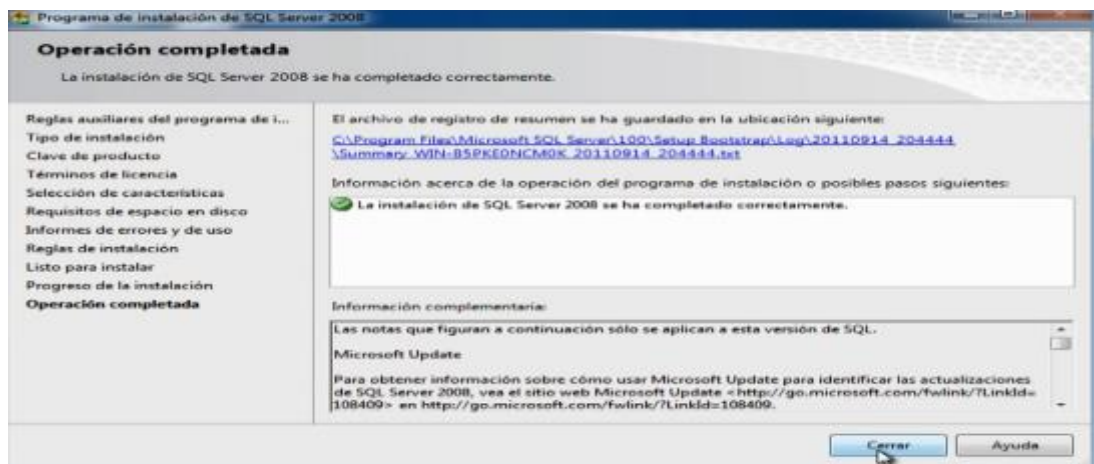 Programa de instalación de SQL Server 2008
Operación completada
La instalación de SQL Server 2008 se ha completado correctamente.
Reglas auxiliares del programa de i...
Tipo de instalación
Clave de producto
Términos de licencia
Selección de características
Requisitos de espacio en disco
Informes de errores y de uso
Reglas de instalación
Listo para instalar
Progreso de la instalación
Operación completada
El archivo de registro de resumen se ha guardado en la ubicación siguiente:
C:\Program Files\Microsoft SQL Server\100\Setup Bootstrap\Log\20110914_204444
\Summary_WIN-B5PKE0NCM0K_20110914_204444.txt
Información acerca de la operación del programa de instalación o posibles pasos siguientes:
La instalación de SQL Server 2008 se ha completado correctamente.
Información complementaria:
Las notas que figuran a continuación sólo se aplican a esta versión de SQL.
Microsoft Update
Para obtener información sobre cómo usar Microsoft Update para identificar las actualizaciones
de SQL Server 2008, vea el sitio web Microsoft Update <http://go.microsoft.com/fwlink/?LinkId=
108409> en http://go.microsoft.com/fwlink/?LinkId=108409.
Cerrar
Ayuda